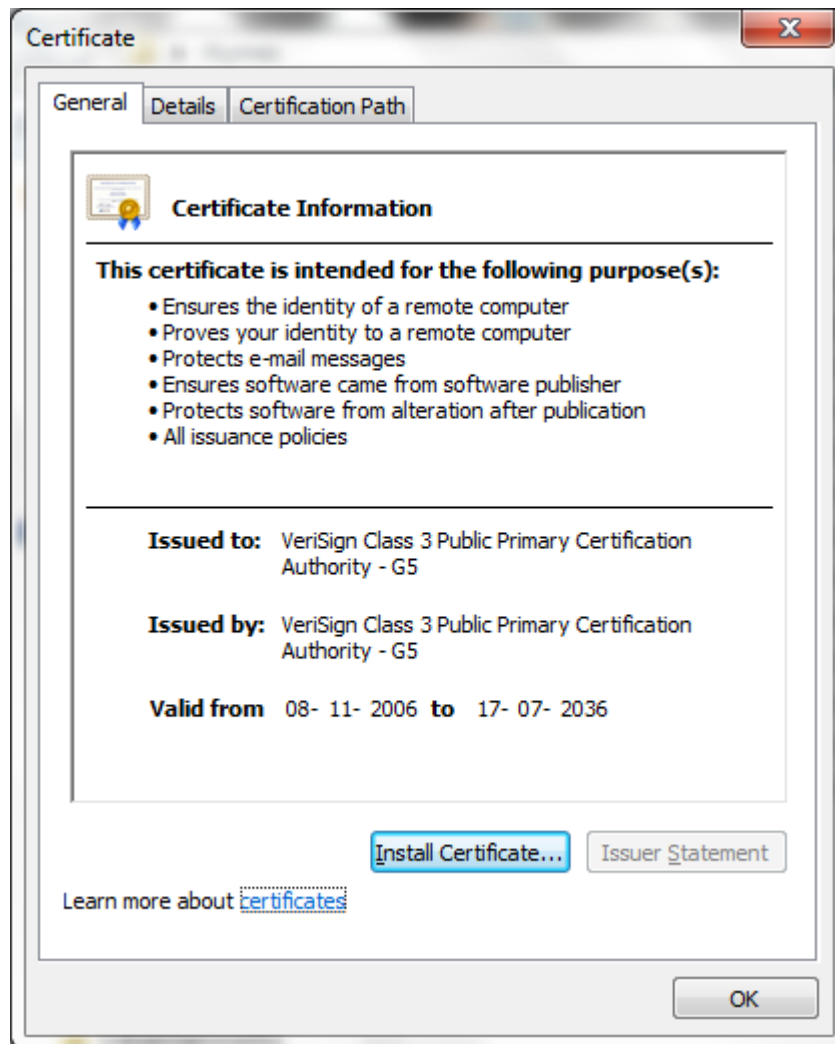 Certificate
General Details Certification Path
Certificate Information
This certificate is intended for the following purpose(s):
• Ensures the identity of a remote computer
• Proves your identity to a remote computer
• Protects e-mail messages
• Ensures software came from software publisher
• Protects software from alteration after publication
• All issuance policies
Issued to: VeriSign Class 3 Public Primary Certification
Authority - G5
Issued by: VeriSign Class 3 Public Primary Certification
Authority - G5
Valid from 08- 11- 2006 to 17- 07- 2036
Install Certificate... Issuer Statement
Learn more about certificates
OK